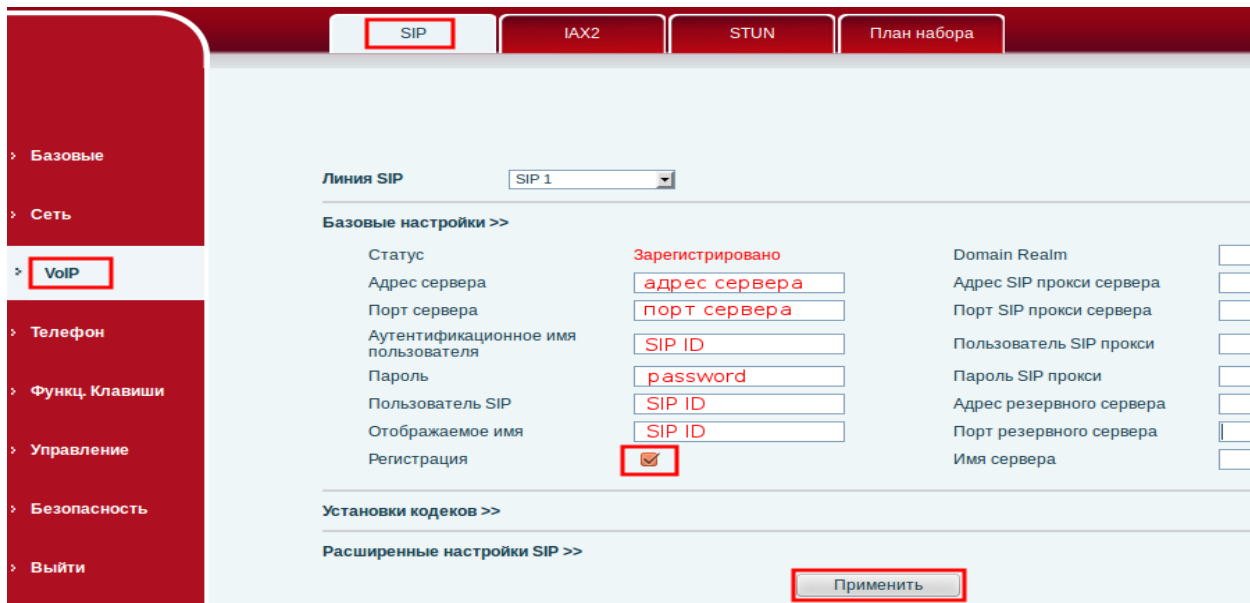 SIP IAX2 STUN План набора
Базовые
Сеть
VoIP
Телефон
Функц. Клавиши
Управление
Безопасность
Выйти
Линия SIP SIP 1
Базовые настройки >>
Статус Зарегистрировано Domain Realm
Адрес сервера адрес сервера Адрес SIP прокси сервера
Порт сервера порт сервера Порт SIP прокси сервера
Аутентификационное имя
пользователя SIP ID Пользователь SIP прокси
Пароль password Пароль SIP прокси
Пользователь SIP SIP ID Адрес резервного сервера
Отображаемое имя SIP ID Порт резервного сервера
Регистрация Имя сервера
Установки кодеков >>
Расширенные настройки SIP >>
Применить